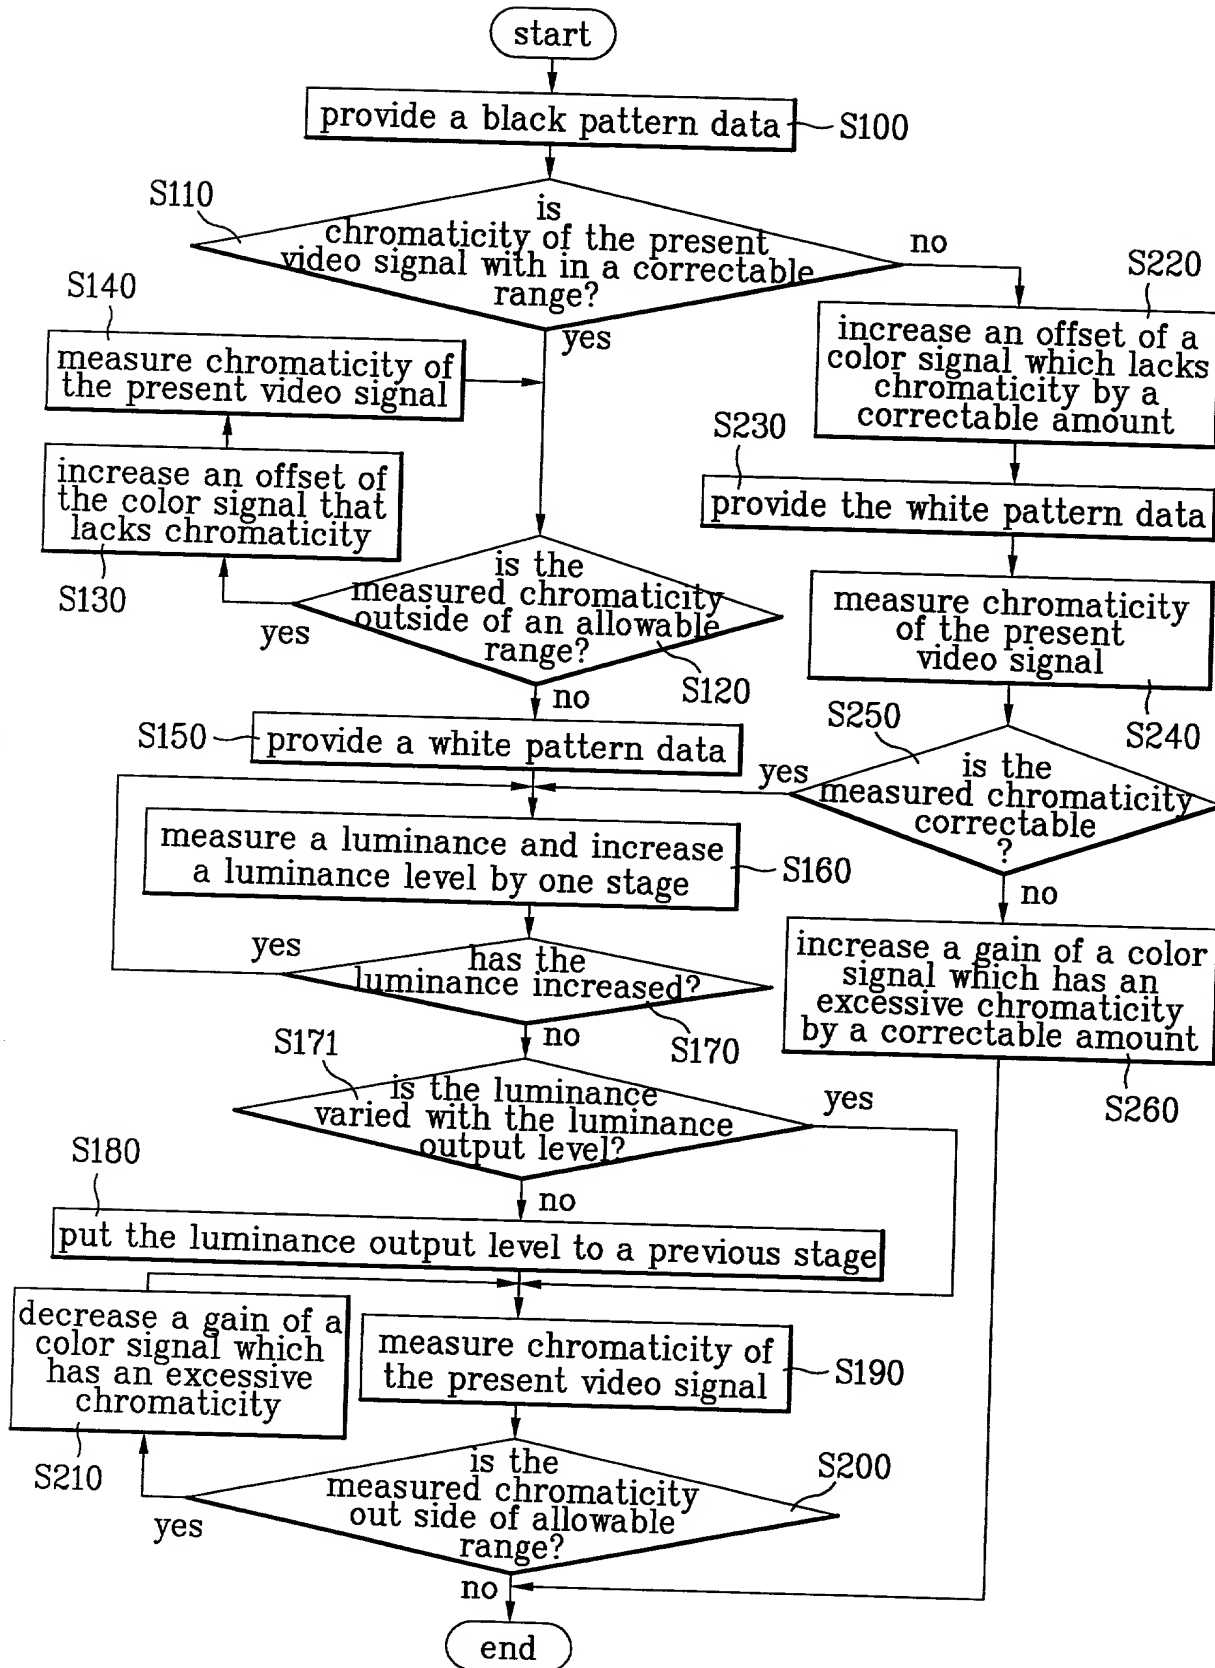 start
provide a black pattern data
S100
S110
is
chromaticity of the present
video signal with in a correctable
range?
no
yes
S220
increase an offset of a
color signal which lacks
chromaticity by a
correctable amount
S140
measure chromaticity of
the present video signal
S230
provide the white pattern data
increase an offset of
the color signal that
lacks chromaticity
S130
is the
measured chromaticity
outside of an allowable
range?
yes
S120
no
measure chromaticity
of the present
video signal
S240
S150
provide a white pattern data
S250
is the
measured chromaticity
correctable
?
yes
no
measure a luminance and increase
a luminance level by one stage
S160
yes
has the
luminance increased?
S170
no
increase a gain of a color
signal which has an
excessive chromaticity
by a correctable amount
S260
S171
is the luminance
varied with the luminance
output level?
yes
no
S180
put the luminance output level to a previous stage
decrease a gain of a
color signal which
has an excessive
chromaticity
S210
measure chromaticity of
the present video signal
S190
is the
measured chromaticity
out side of allowable
range?
S200
yes
no
end